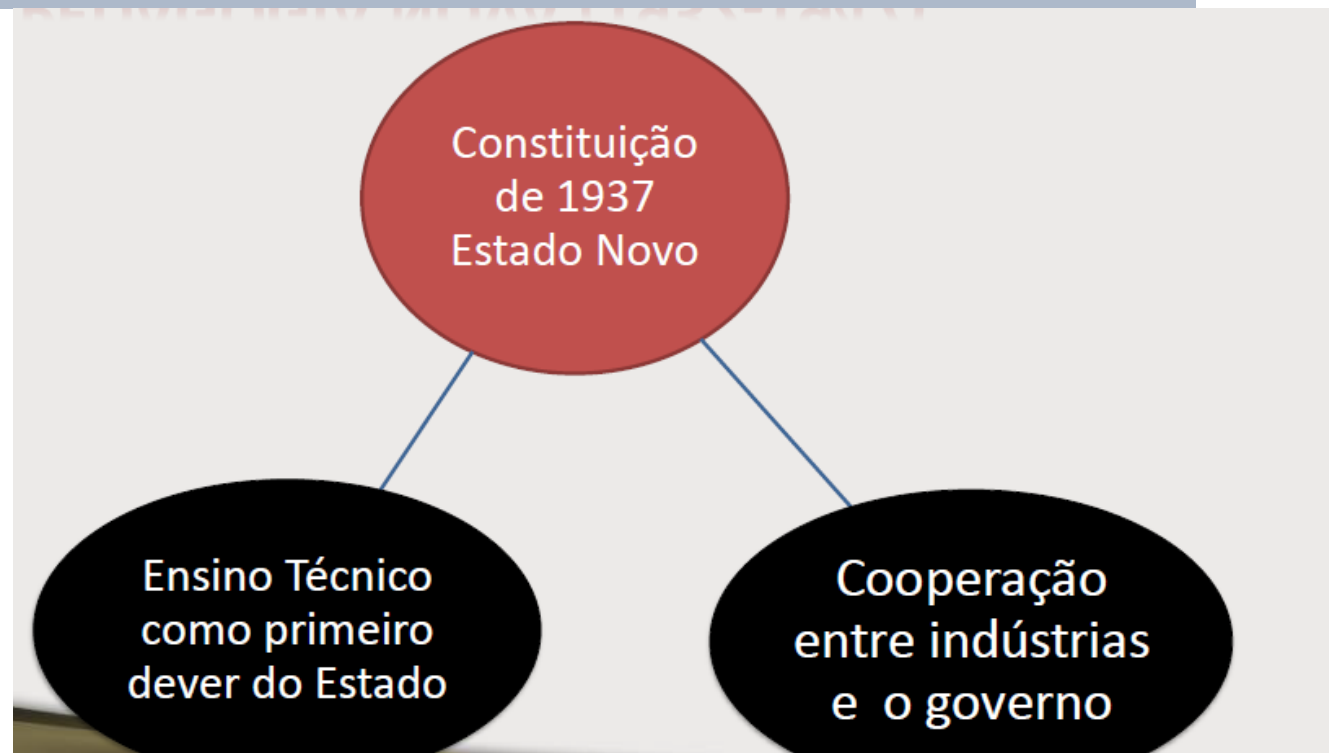 Constituição
de 1937
Estado Novo
Ensino Técnico
como primeiro
dever do Estado
Cooperação
entre indústrias
e o governo